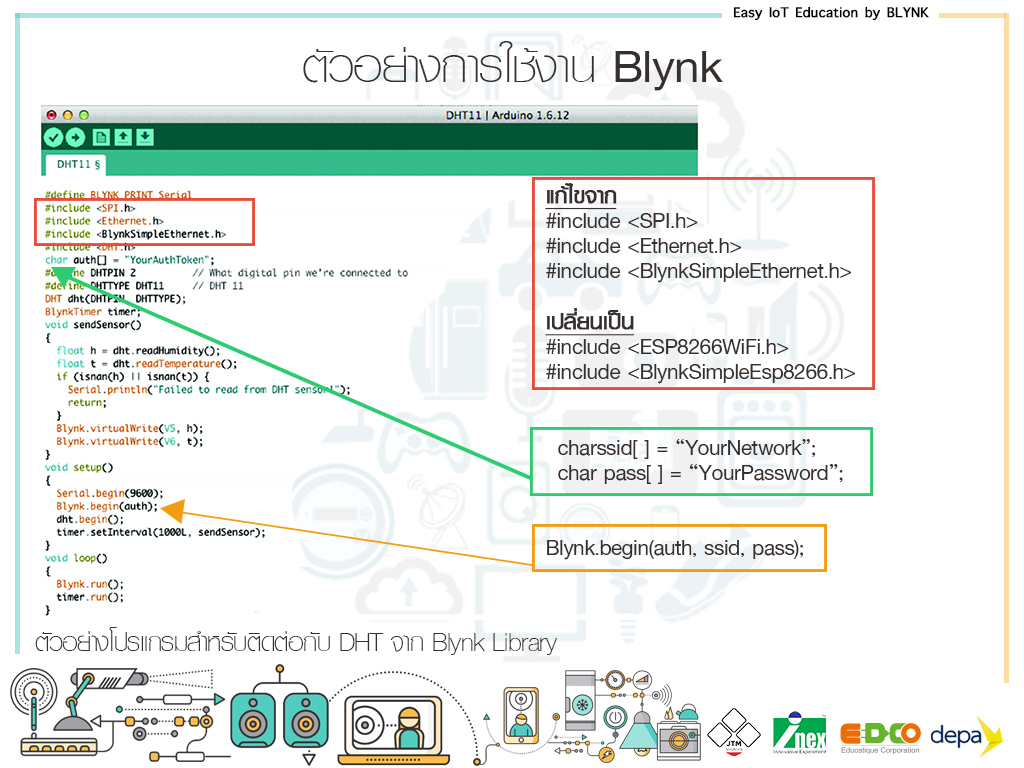 Easy IoT Education by BLYNK
ตัวอย่างการใช้งาน Blynk
DHT11 | Arduino 1.6.12
DHT11 §
#define BLYNK_PRINT Serial
#include <SPI.h>
#include <Ethernet.h>
#include <BlynkSimpleEthernet.h>
#include <DHT.h>
char auth[] = "YourAuthToken";
#define DHTPIN 2 // What digital pin we're connected to
#define DHTTYPE DHT11 // DHT 11
DHT dht(DHTPIN, DHTTYPE);
BlynkTimer timer;
void sendSensor()
{
float h = dht.readHumidity();
float t = dht.readTemperature();
if (isnan(h) || isnan(t)) {
Serial.println("Failed to read from DHT sensor!");
return;
}
Blynk.virtualWrite(V5, h);
Blynk.virtualWrite(V6, t);
}
void setup()
{
Serial.begin(9600);
Blynk.begin(auth);
dht.begin();
timer.setInterval(1000L, sendSensor);
}
void loop()
{
Blynk.run();
timer.run();
}
แก้ไขจาก
#include <SPI.h>
#include <Ethernet.h>
#include <BlynkSimpleEthernet.h>
เปลี่ยนเป็น
#include <ESP8266WiFi.h>
#include <BlynkSimpleEsp8266.h>
charssid[ ] = “YourNetwork”;
char pass[ ] = “YourPassword”;
Blynk.begin(auth, ssid, pass);
ตัวอย่างโปรแกรมสำหรับติดต่อกับ DHT จาก Blynk Library
JTM
Solutions
inex
Innovative Experiment
EDCO
Educatique Corporation
depa